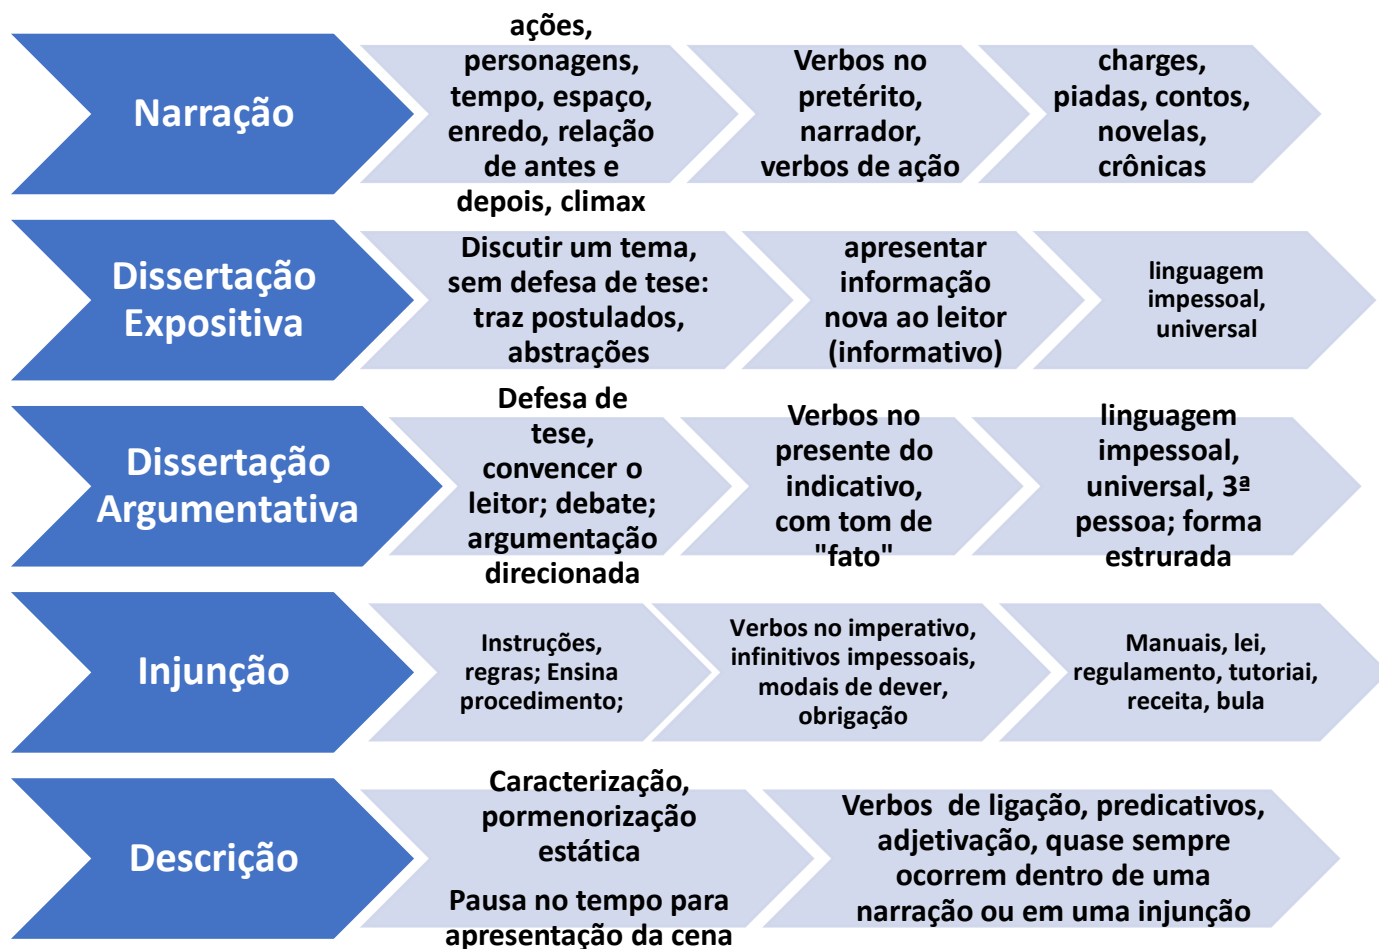 Narração
ações,
personagens,
tempo, espaço,
enredo, relação
de antes e
depois, climax
Verbos no
pretérito,
narrador,
verbos de ação
charges,
piadas, contos,
novelas,
crônicas
Dissertação
Expositiva
Discutir um tema,
sem defesa de tese:
traz postulados,
abstrações
apresentar
informação
nova ao leitor
(informativo)
linguagem
impessoal,
universal
Dissertação
Argumentativa
Defesa de
tese,
convencer o
leitor; debate;
argumentação
direcionada
Verbos no
presente do
indicativo,
com tom de
"fato"
linguagem
impessoal,
universal, 3ª
pessoa; forma
estrurada
Injunção
Instruções,
regras; Ensina
procedimento;
Verbos no imperativo,
infinitivos impessoais,
modais de dever,
obrigação
Manuais, lei,
regulamento, tutoriai,
receita, bula
Descrição
Caracterização,
pormenorização
estática
Pausa no tempo para
apresentação da cena
Verbos de ligação, predicativos,
adjetivação, quase sempre
ocorrem dentro de uma
narração ou em uma injunção